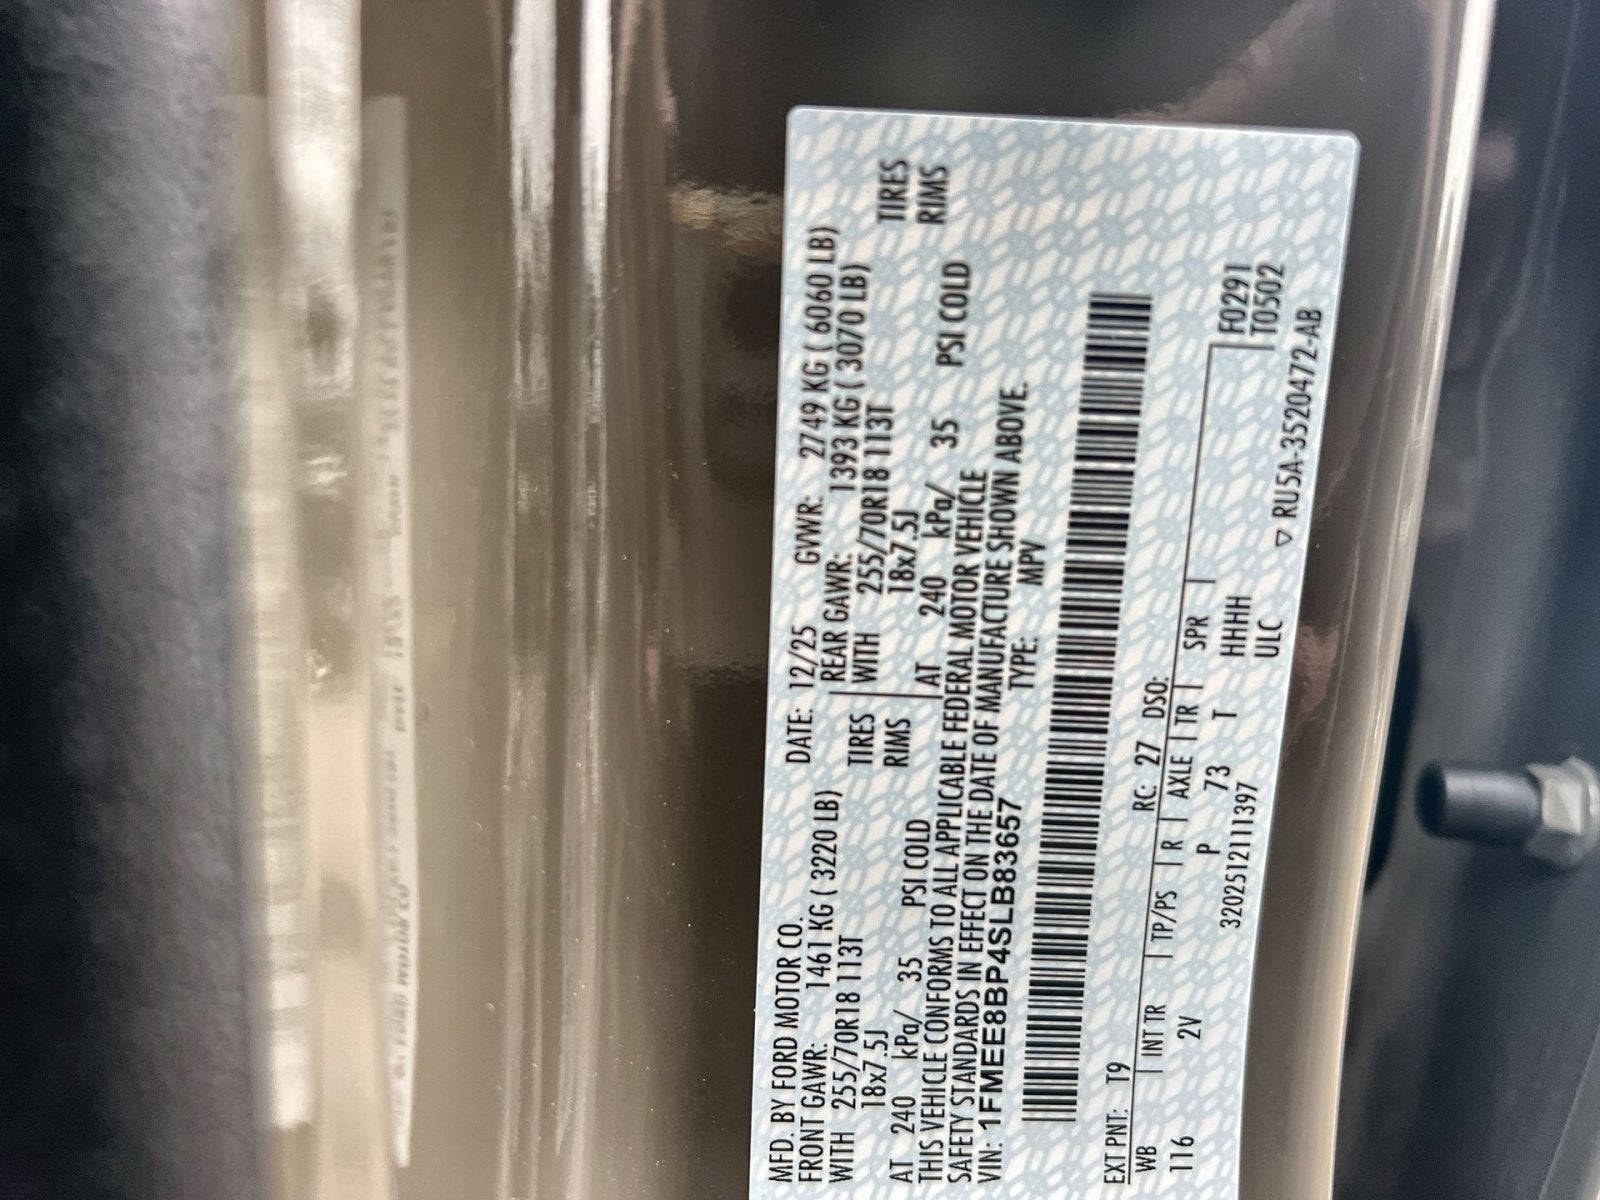 MFD. BY FORD MOTOR CO.
DATE: 12/25 GVWR: 2749 KG ( 6060 LB)
FRONT GAWR: 1461 KG ( 3220 LB)
REAR GAWR: 1393 KG ( 3070 LB)
WITH 255/70R18 113T TIRES
WITH 255/70R18 113T TIRES
18x7.5J RIMS
18x7.5J RIMS
AT 240 kPa/ 35 PSI COLD
AT 240 kPa/ 35 PSI COLD
THIS VEHICLE CONFORMS TO ALL APPLICABLE FEDERAL MOTOR VEHICLE
SAFETY STANDARDS IN EFFECT ON THE DATE OF MANUFACTURE SHOWN ABOVE.
VIN: 1FMEE8BP4SLB83657 TYPE: MPV
EXT PNT: T9 RC: 27 DSO:
WB INT TR TP/PS R AXLE TR SPR
116 2V P 73 T HHHH F0291
3202512111397 ULC T0502
▽ RU5A-3520472-AB